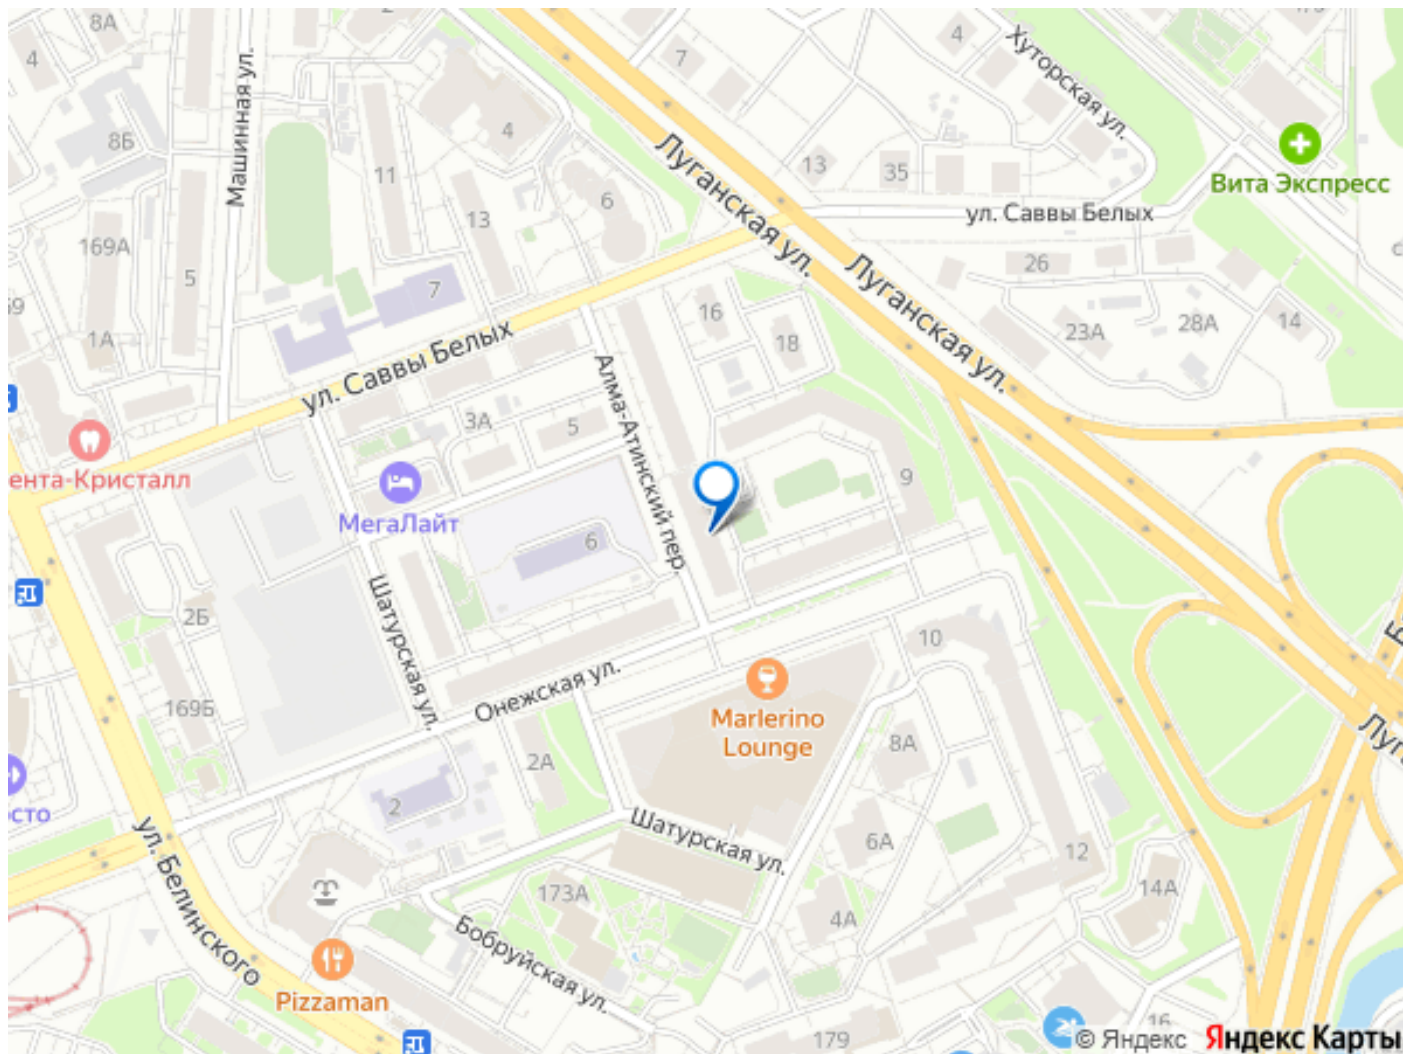 8А
4
4
7
Хуторская ул.
Машинная ул.
8Б
4
11
Луганская ул.
13
35
Вита Экспресс
6
13
ул. Саввы Белых
169А
5
7
26
Луганская ул.
59
1А
16
18
23А
28А
14
ул. Саввы Белых
Алма-Атинский пер.
3А
5
ента-Кристалл
МегаЛайт
9
6
Шатурская ул.
2Б
10
169Б
Онежская ул.
Marlerino
Lounge
8А
2А
Луг.
сто
2
Шатурская ул.
6А
ул. Белинского
12
173А
14А
4А
Бобруйская ул.
Pizzaman
179
16
© Яндекс Яндекс Карты